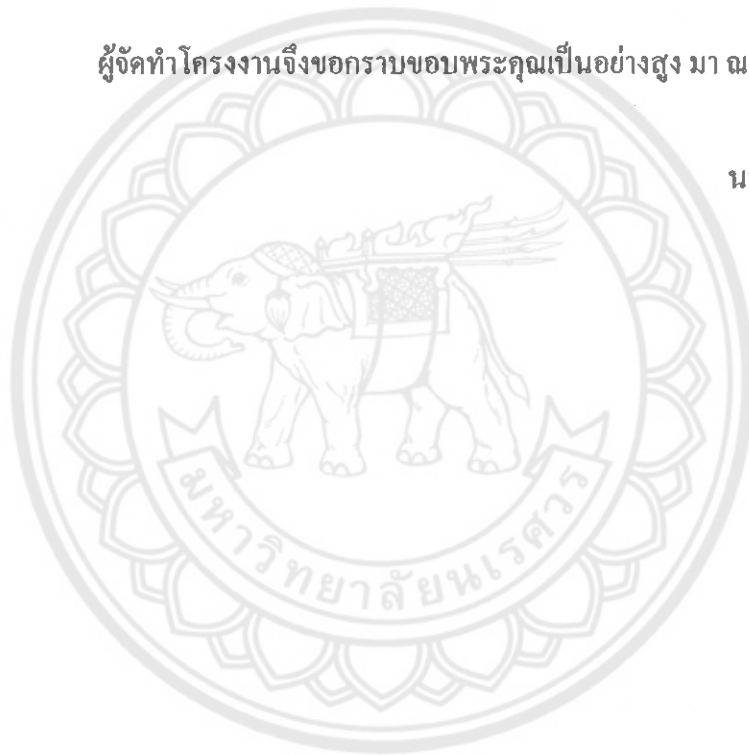 ผู้จัดทำโครงงานจึงขอกราบขอบพระคุณเป็นอย่างสูง มา ณ
น
มหาวิทยาลัยนเรศวร